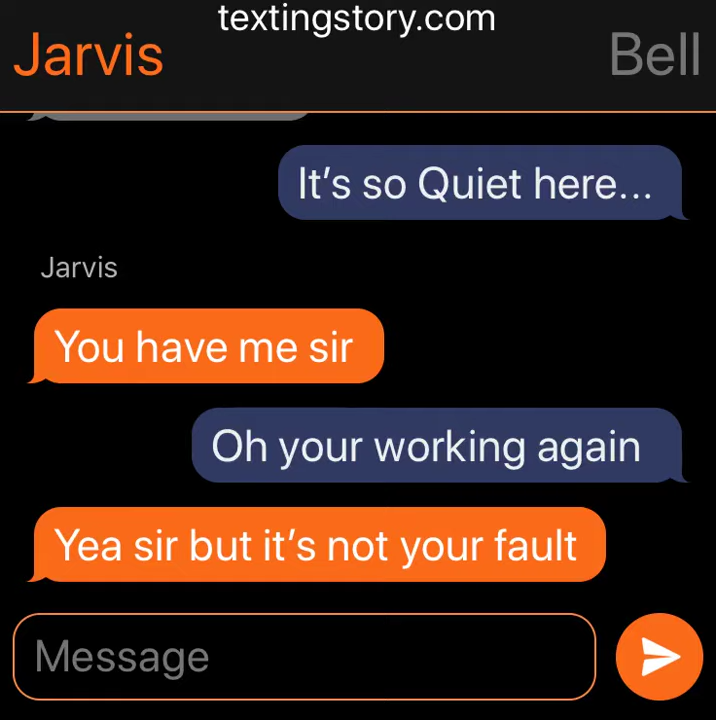 textingstory.com
Jarvis
Bell
It's so Quiet here...
Jarvis
You have me sir
Oh your working again
Yea sir but it's not your fault
Message